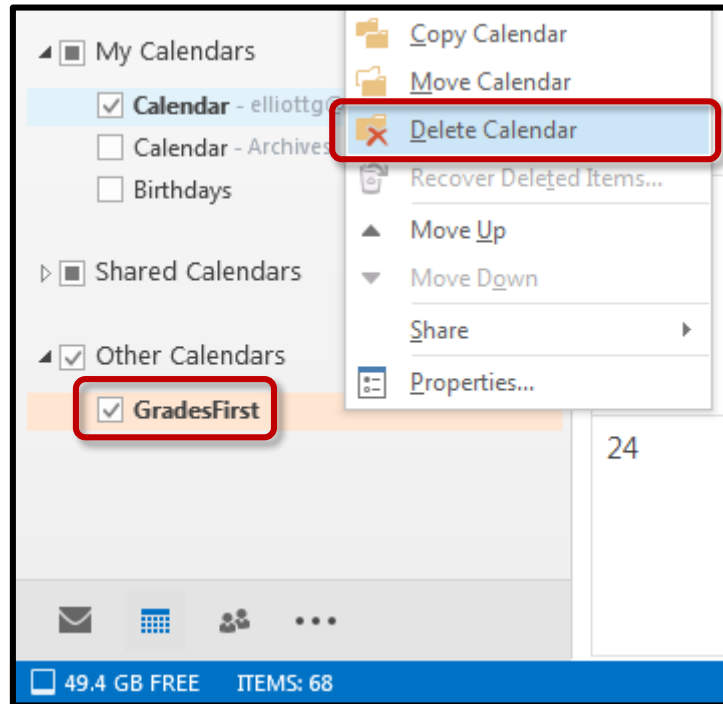 My Calendars
Calendar - elliottg
Calendar - Archives
Birthdays
Shared Calendars
Other Calendars
GradesFirst
Copy Calendar
Move Calendar
Delete Calendar
Recover Deleted Items...
Move Up
Move Down
Share
Properties...
24
49.4 GB FREE ITEMS: 68